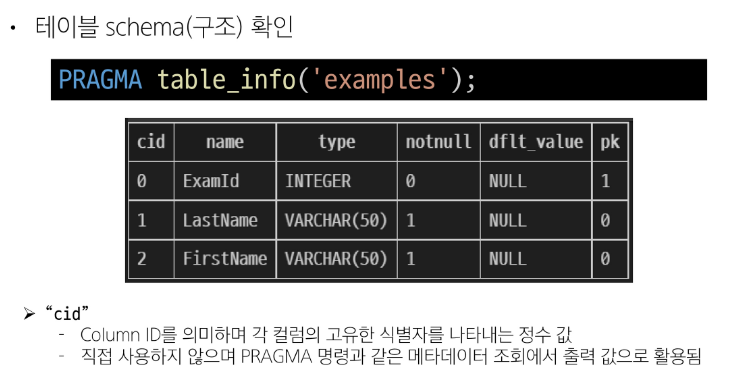 • 테이블 schema(구조) 확인
PRAGMA table_info('examples');
cid name type notnull dflt_value pk
0 ExamId INTEGER 0 NULL 1
1 LastName VARCHAR(50) 1 NULL 0
2 FirstName VARCHAR(50) 1 NULL 0
➢ “cid”
- Column ID를 의미하며 각 컬럼의 고유한 식별자를 나타내는 정수 값
- 직접 사용하지 않으며 PRAGMA 명령과 같은 메타데이터 조회에서 출력 값으로 활용됨